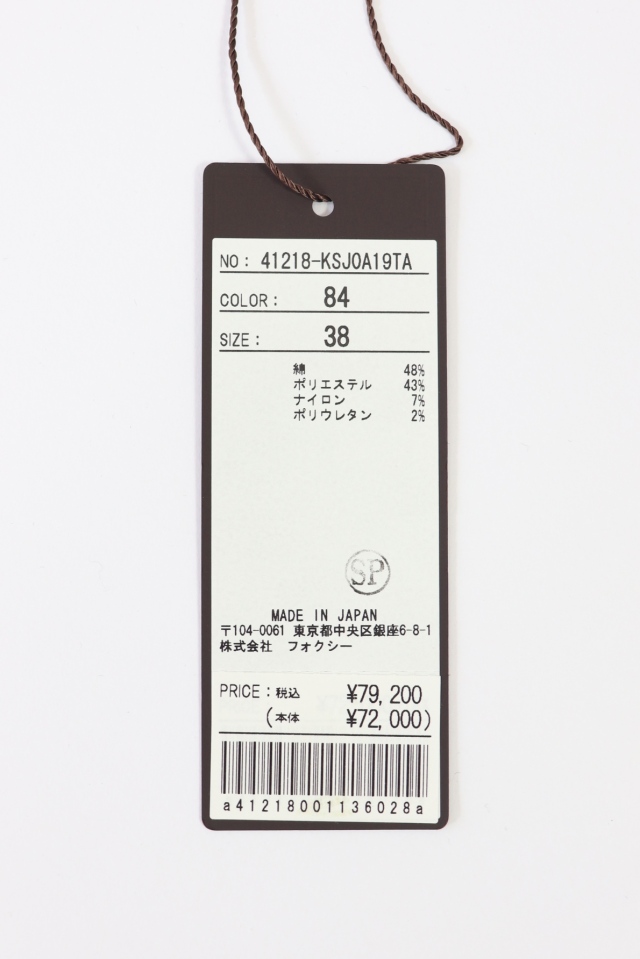 NO: 41218-KSJ0A19TA
COLOR: 84
SIZE: 38
綿 48%
ポリエステル 43%
ナイロン 7%
ポリウレタン 2%
SP
MADE IN JAPAN
〒104-0061 東京都中央区銀座6-8-1
株式会社 フォクシー
PRICE:税込 ¥79,200
(本体 ¥72,000)
a412180011136028a